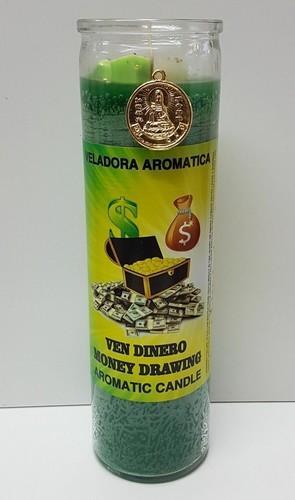 VELADORA AROMATICA
$
$
VEN DINERO
MONEY DRAWING
AROMATIC CANDLE